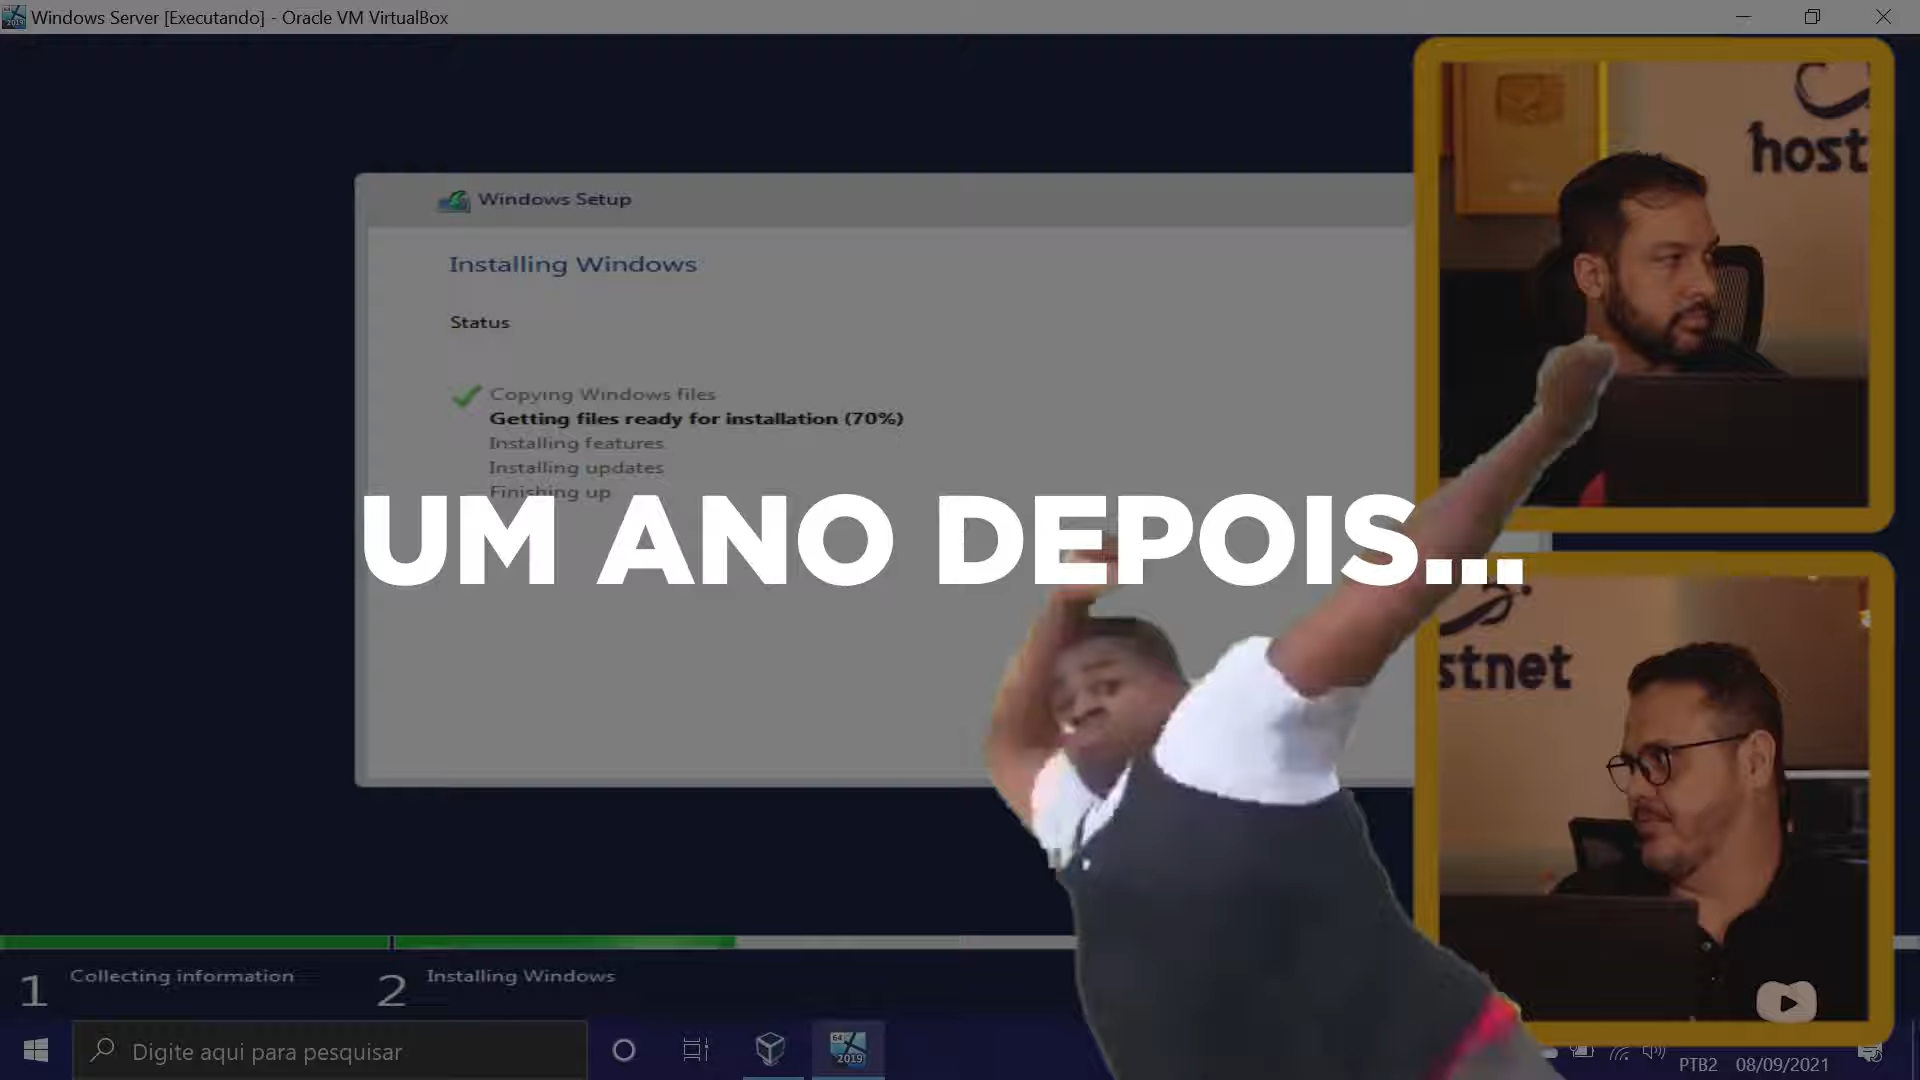 Windows Server [Executando] - Oracle VM VirtualBox
host
Windows Setup
Installing Windows
Status
Copying Windows files
Getting files ready for installation (70%)
Installing features
Installing updates
Finishing up
UM ANO DEPOIS...
stnet
1 Collecting information
2 Installing Windows
Digite aqui para pesquisar
64
2019
PTB2
08/09/2021